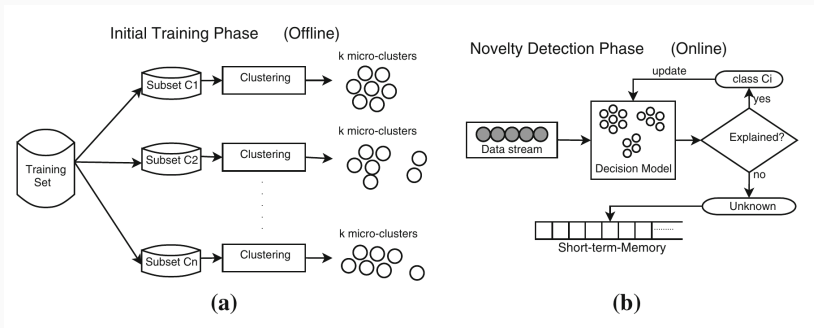 Initial Training Phase (Offline)
k micro-clusters
Subset C1
Clustering
k micro-clusters
Training
Set
Subset C2
Clustering
k micro-clusters
Subset Cn
Clustering
(a)
Novelty Detection Phase (Online)
update
class Ci
yes
Explained?
Data stream
Decision Model
no
Unknown
Short-term-Memory
(b)